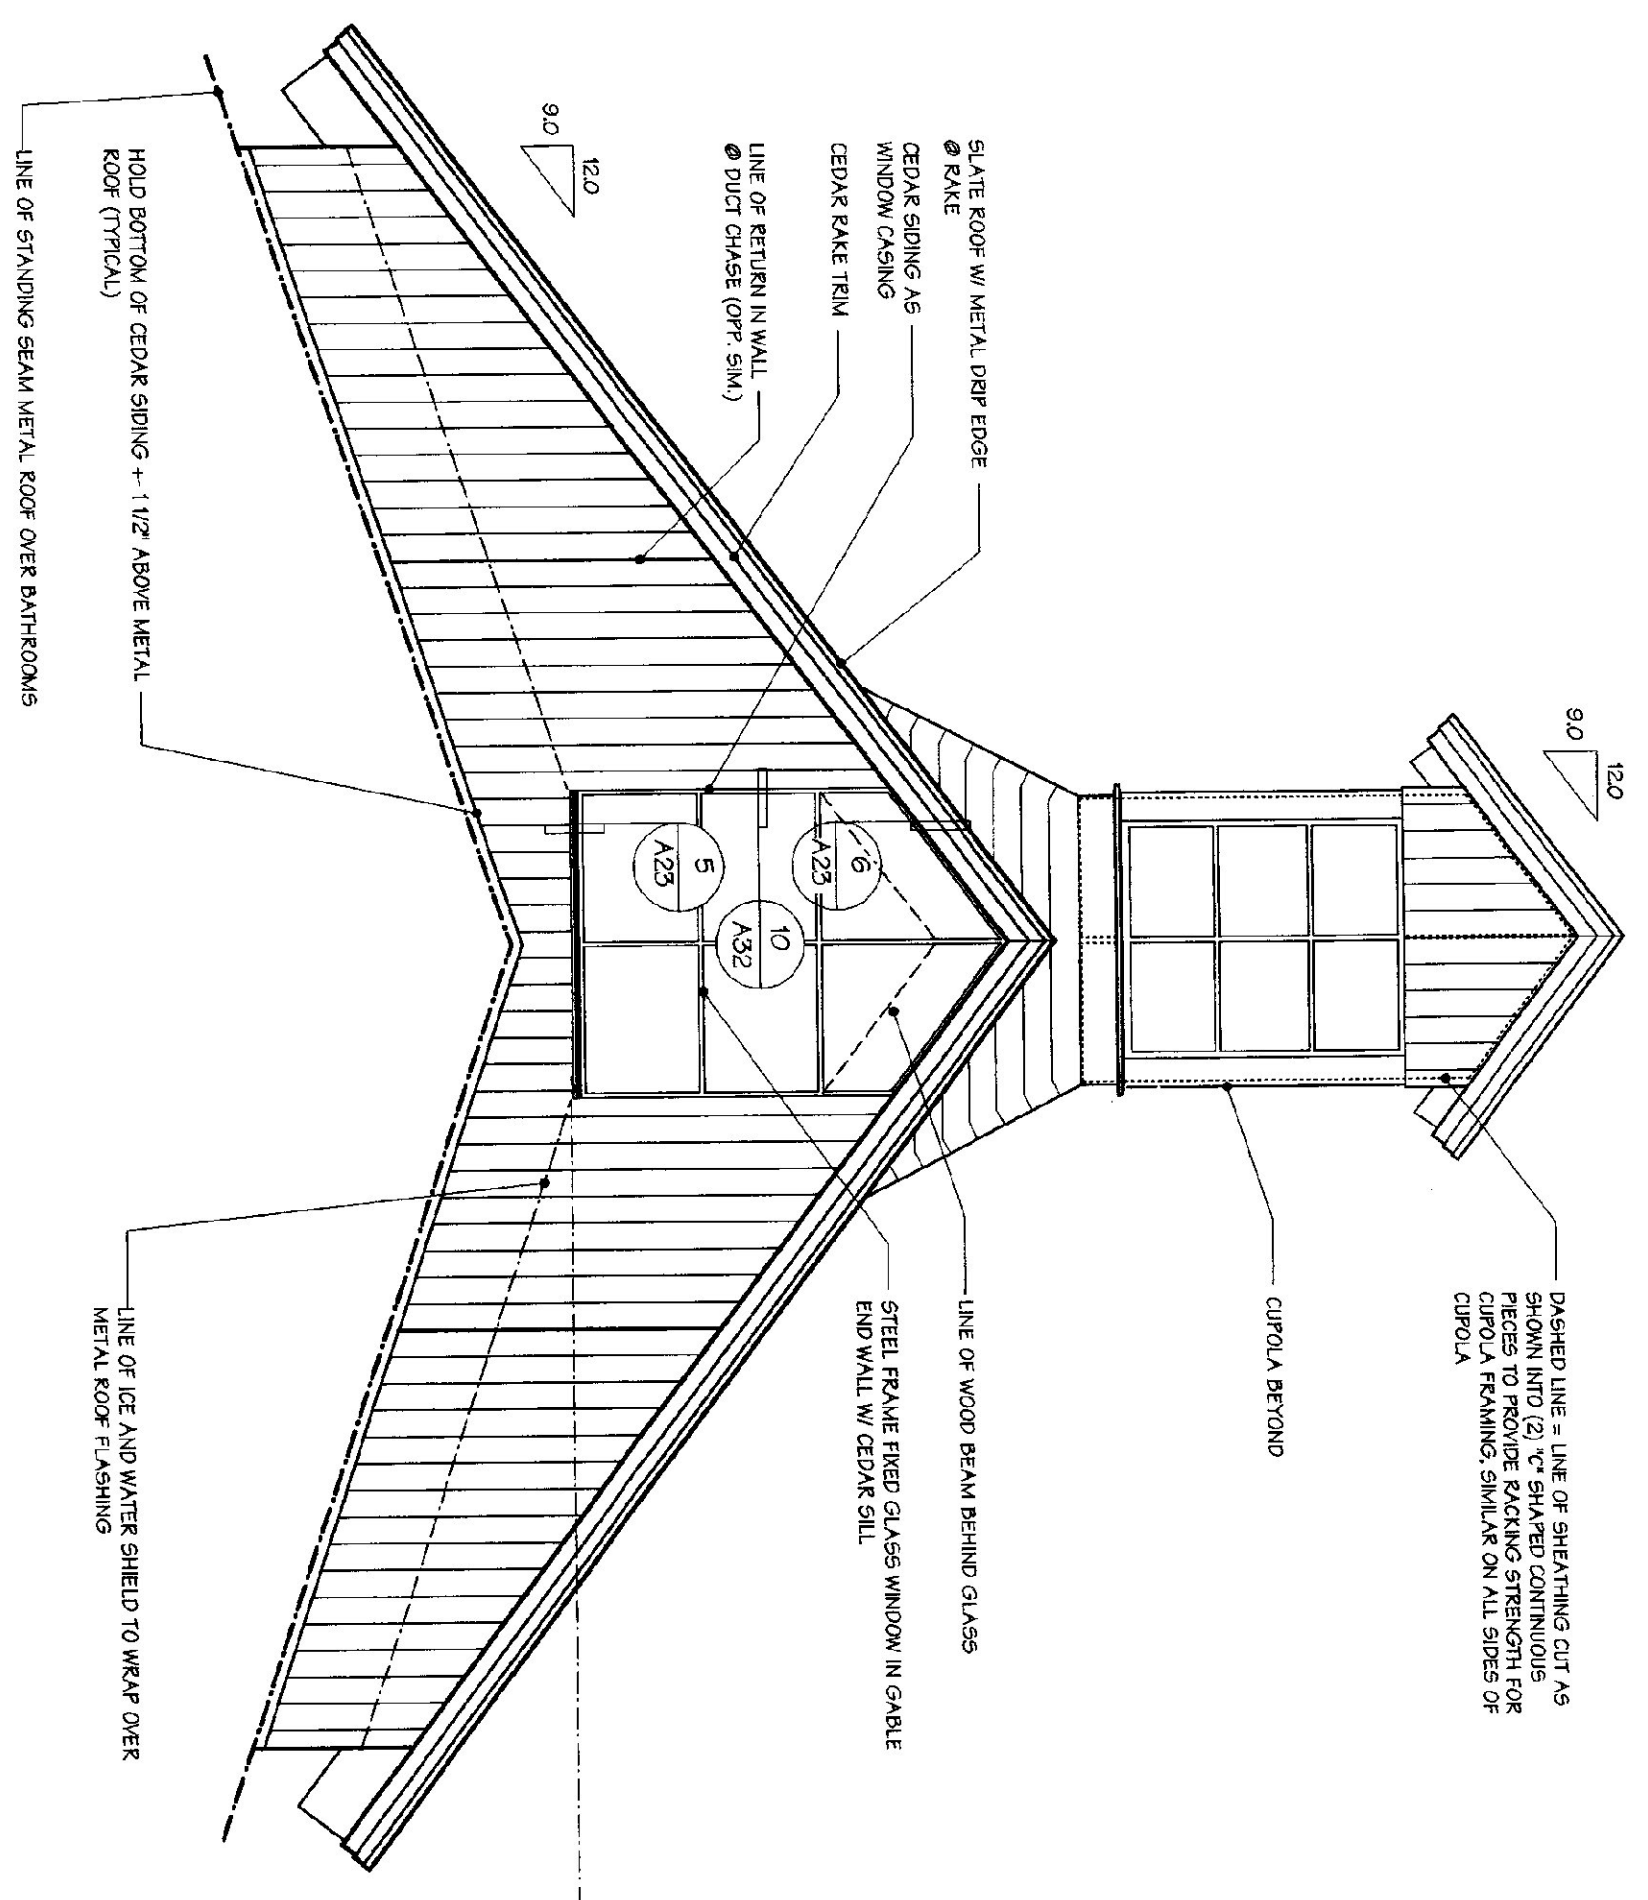 12.0
9.0
DASHED LINE = LINE OF SHEATHING CUT AS
SHOWN INTO (2) "C" SHAPED CONTINUOUS
PIECES TO PROVIDE RACKING STRENGTH FOR
CUPOLA FRAMING, SIMILAR ON ALL SIDES OF
CUPOLA
CUPOLA BEYOND
SLATE ROOF W/ METAL DRIP EDGE
@ RAKE
CEDAR SIDING AS
WINDOW CASING
CEDAR RAKE TRIM
LINE OF RETURN IN WALL
@ DUCT CHASE (OPP. SIM.)
12.0
9.0
LINE OF WOOD BEAM BEHIND GLASS
STEEL FRAME FIXED GLASS WINDOW IN GABLE
END WALL W/ CEDAR SILL
6
A23
10
A32
5
A23
HOLD BOTTOM OF CEDAR SIDING +- 1 1/2" ABOVE METAL
ROOF (TYPICAL)
LINE OF STANDING SEAM METAL ROOF OVER BATHROOMS
LINE OF ICE AND WATER SHIELD TO WRAP OVER
METAL ROOF FLASHING